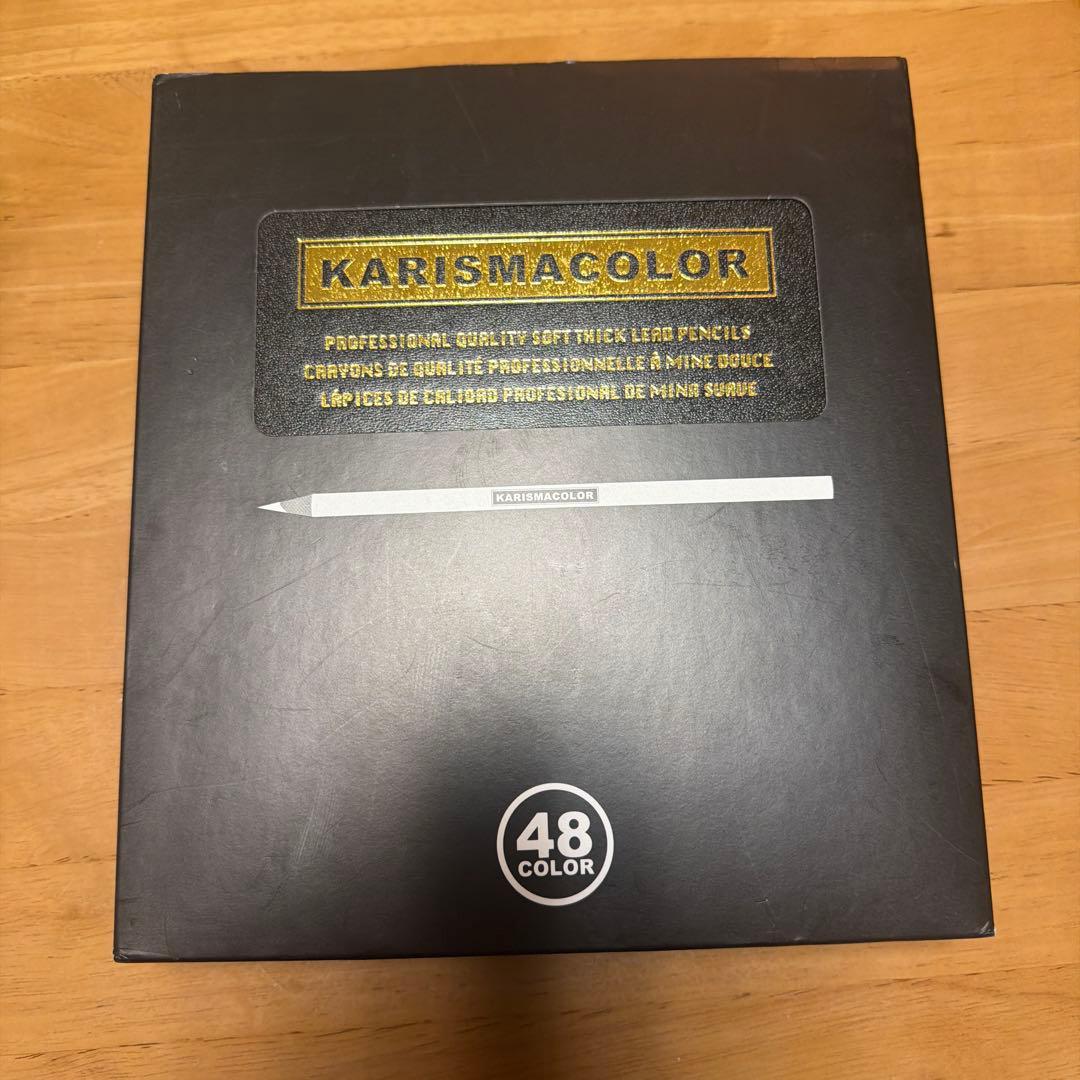 KARISMACOLOR
PROFESSIONAL QUALITY SOFT THICK LEAD PENCILS
CRAYONS DE QUALITÉ PROFESSIONNELLE À MINE DOUCE
LÁPICES DE CALIDAD PROFESIONAL DE MINA SUAVE
KARISMACOLOR
48
COLOR